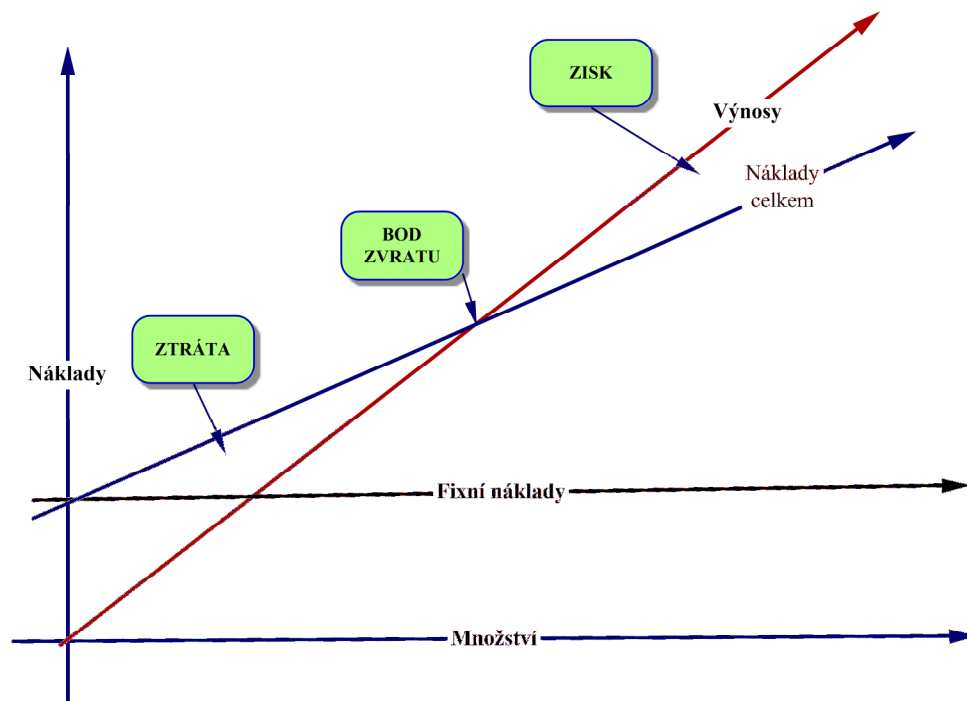 ZISK
Výnosy
Náklady
celkem
BOD
ZVRATU
ZTRÁTA
Náklady
Fixní náklady
Množství